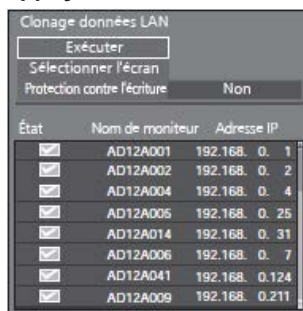 Clonage données LAN
Exécuter
Sélectionner l'écran
Protection contre l'écriture Non
État Nom de moniteur Adresse IP
AD12A001 192.168. 0. 1
AD12A002 192.168. 0. 2
AD12A004 192.168. 0. 4
AD12A005 192.168. 0. 25
AD12A014 192.168. 0. 31
AD12A006 192.168. 0. 7
AD12A041 192.168. 0.124
AD12A009 192.168. 0.211